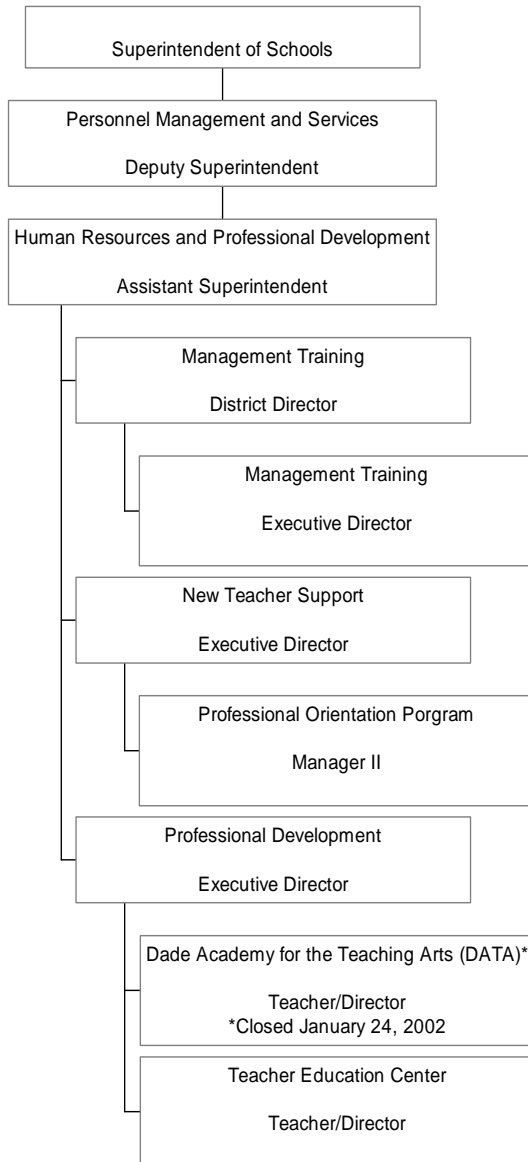 Superintendent of Schools
Personnel Management and Services
Deputy Superintendent
Human Resources and Professional Development
Assistant Superintendent
Management Training
District Director
Management Training
Executive Director
New Teacher Support
Executive Director
Professional Orientation Porgram
Manager II
Professional Development
Executive Director
Dade Academy for the Teaching Arts (DATA)*
Teacher/Director
*Closed January 24, 2002
Teacher Education Center
Teacher/Director